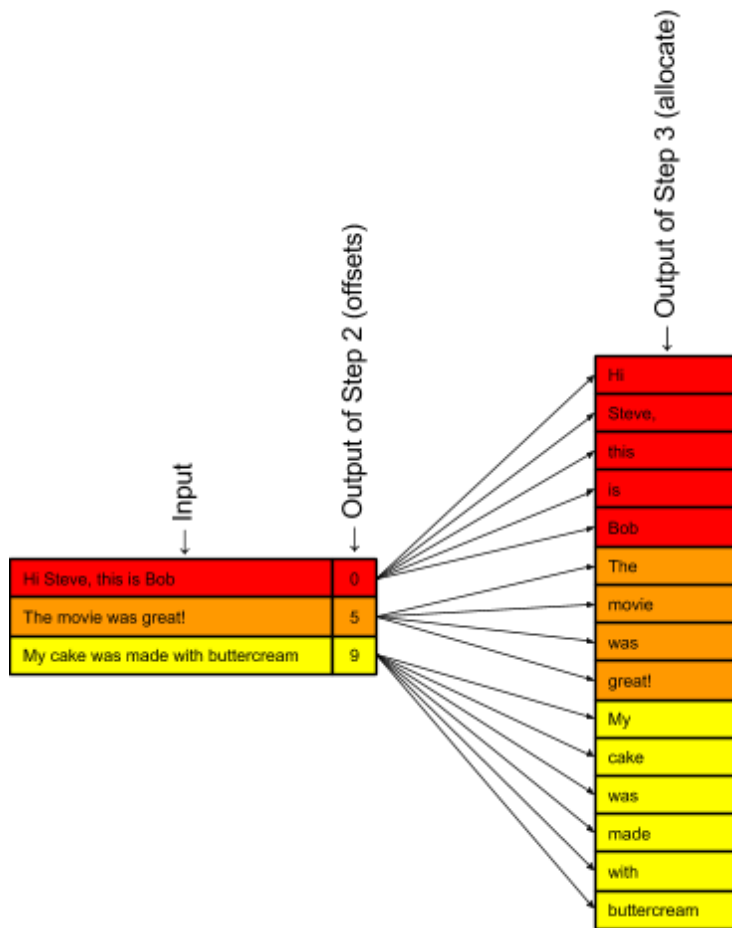 Input
Output of Step 2 (offsets)
Output of Step 3 (allocate)
Hi Steve, this is Bob 0
The movie was great! 5
My cake was made with buttercream 9
Hi
Steve,
this
is
Bob
The
movie
was
great!
My
cake
was
made
with
buttercream